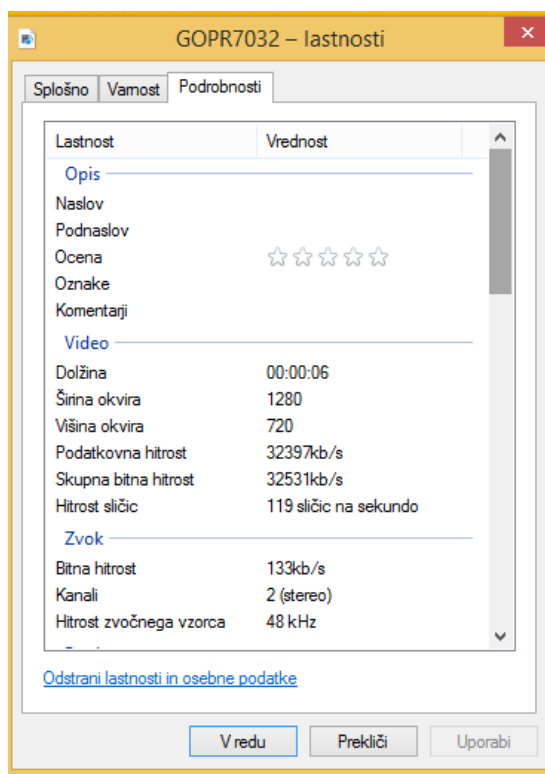 GOPR7032 – lastnosti
Splošno Varnost Podrobnosti
Lastnost Vrednost
Opis
Naslov
Podnaslov
Ocena
Oznake
Komentarji
Video
Dolžina 00:00:06
Širina okvira 1280
Višina okvira 720
Podatkovna hitrost 32397kb/s
Skupna bitna hitrost 32531kb/s
Hitrost sličic 119 sličic na sekundo
Zvok
Bitna hitrost 133kb/s
Kanali 2 (stereo)
Hitrost zvočnega vzorca 48 kHz
Odstrani lastnosti in osebne podatke
V redu Prekliči Uporabi